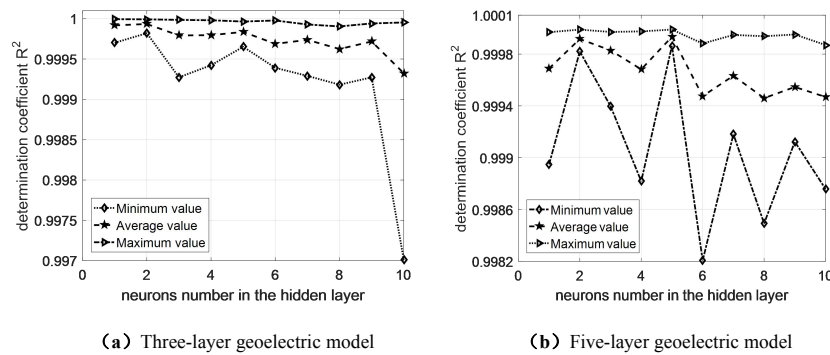 determination coefficient R²
1
0.9995
0.999
0.9985
0.998
0.9975
0.997
Minimum value
Average value
Maximum value
0 2 4 6 8 10
neurons number in the hidden layer
(a) Three-layer geoelectric model
determination coefficient R²
1.0001
0.9998
0.9994
0.999
0.9986
0.9982
Minimum value
Average value
Maximum value
0 2 4 6 8 10
neurons number in the hidden layer
(b) Five-layer geoelectric model